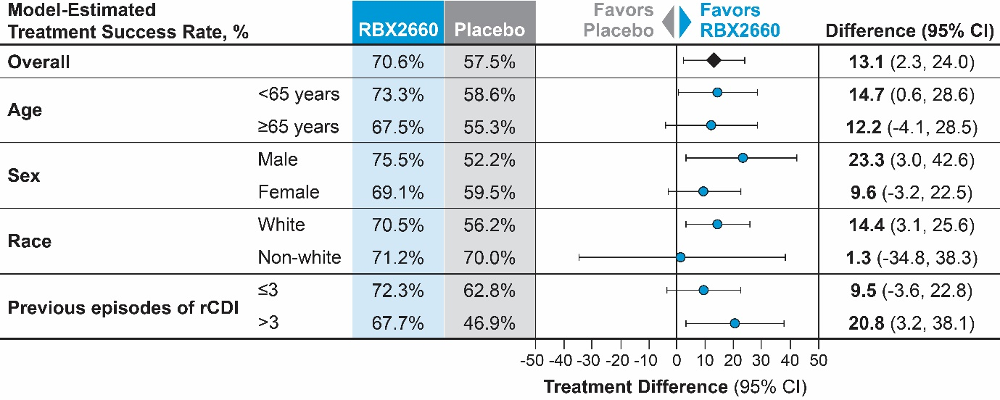 Model-Estimated
Treatment Success Rate, %
RBX2660
Placebo
Favors
Placebo
Favors
RBX2660
Difference (95% CI)
Overall 70.6% 57.5% 13.1 (2.3, 24.0)
Age
<65 years 73.3% 58.6% 14.7 (0.6, 28.6)
≥65 years 67.5% 55.3% 12.2 (-4.1, 28.5)
Sex
Male 75.5% 52.2% 23.3 (3.0, 42.6)
Female 69.1% 59.5% 9.6 (-3.2, 22.5)
Race
White 70.5% 56.2% 14.4 (3.1, 25.6)
Non-white 71.2% 70.0% 1.3 (-34.8, 38.3)
Previous episodes of rCDI
≤3 72.3% 62.8% 9.5 (-3.6, 22.8)
>3 67.7% 46.9% 20.8 (3.2, 38.1)
-50 -40 -30 -20 -10 0 10 20 30 40 50
Treatment Difference (95% CI)